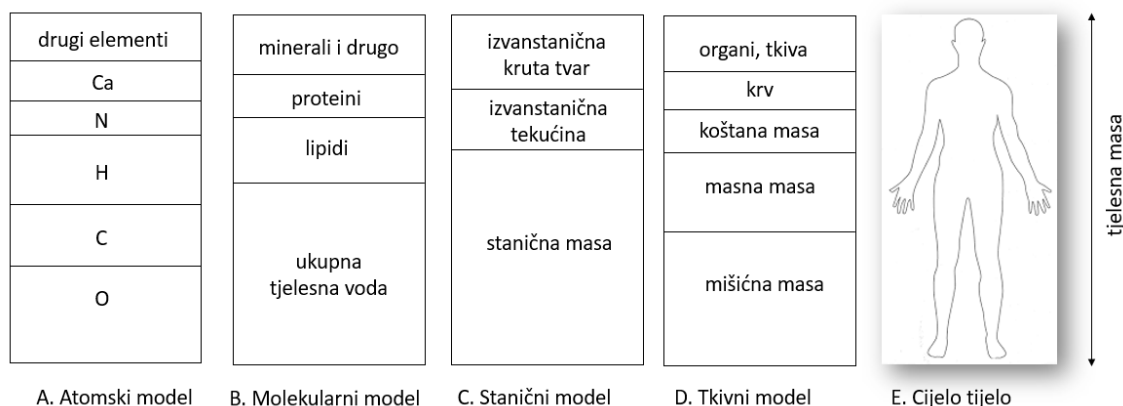 drugi elementi
Ca
N
H
C
O
A. Atomski model
minerali i drugo
proteini
lipidi
ukupna
tjelesna voda
B. Molekularni model
izvanstanična
kruta tvar
izvanstanična
tekućina
stanična masa
C. Stanični model
organi, tkiva
krv
koštana masa
masna masa
mišićna masa
D. Tkivni model
E. Cijelo tijelo
tjelesna masa